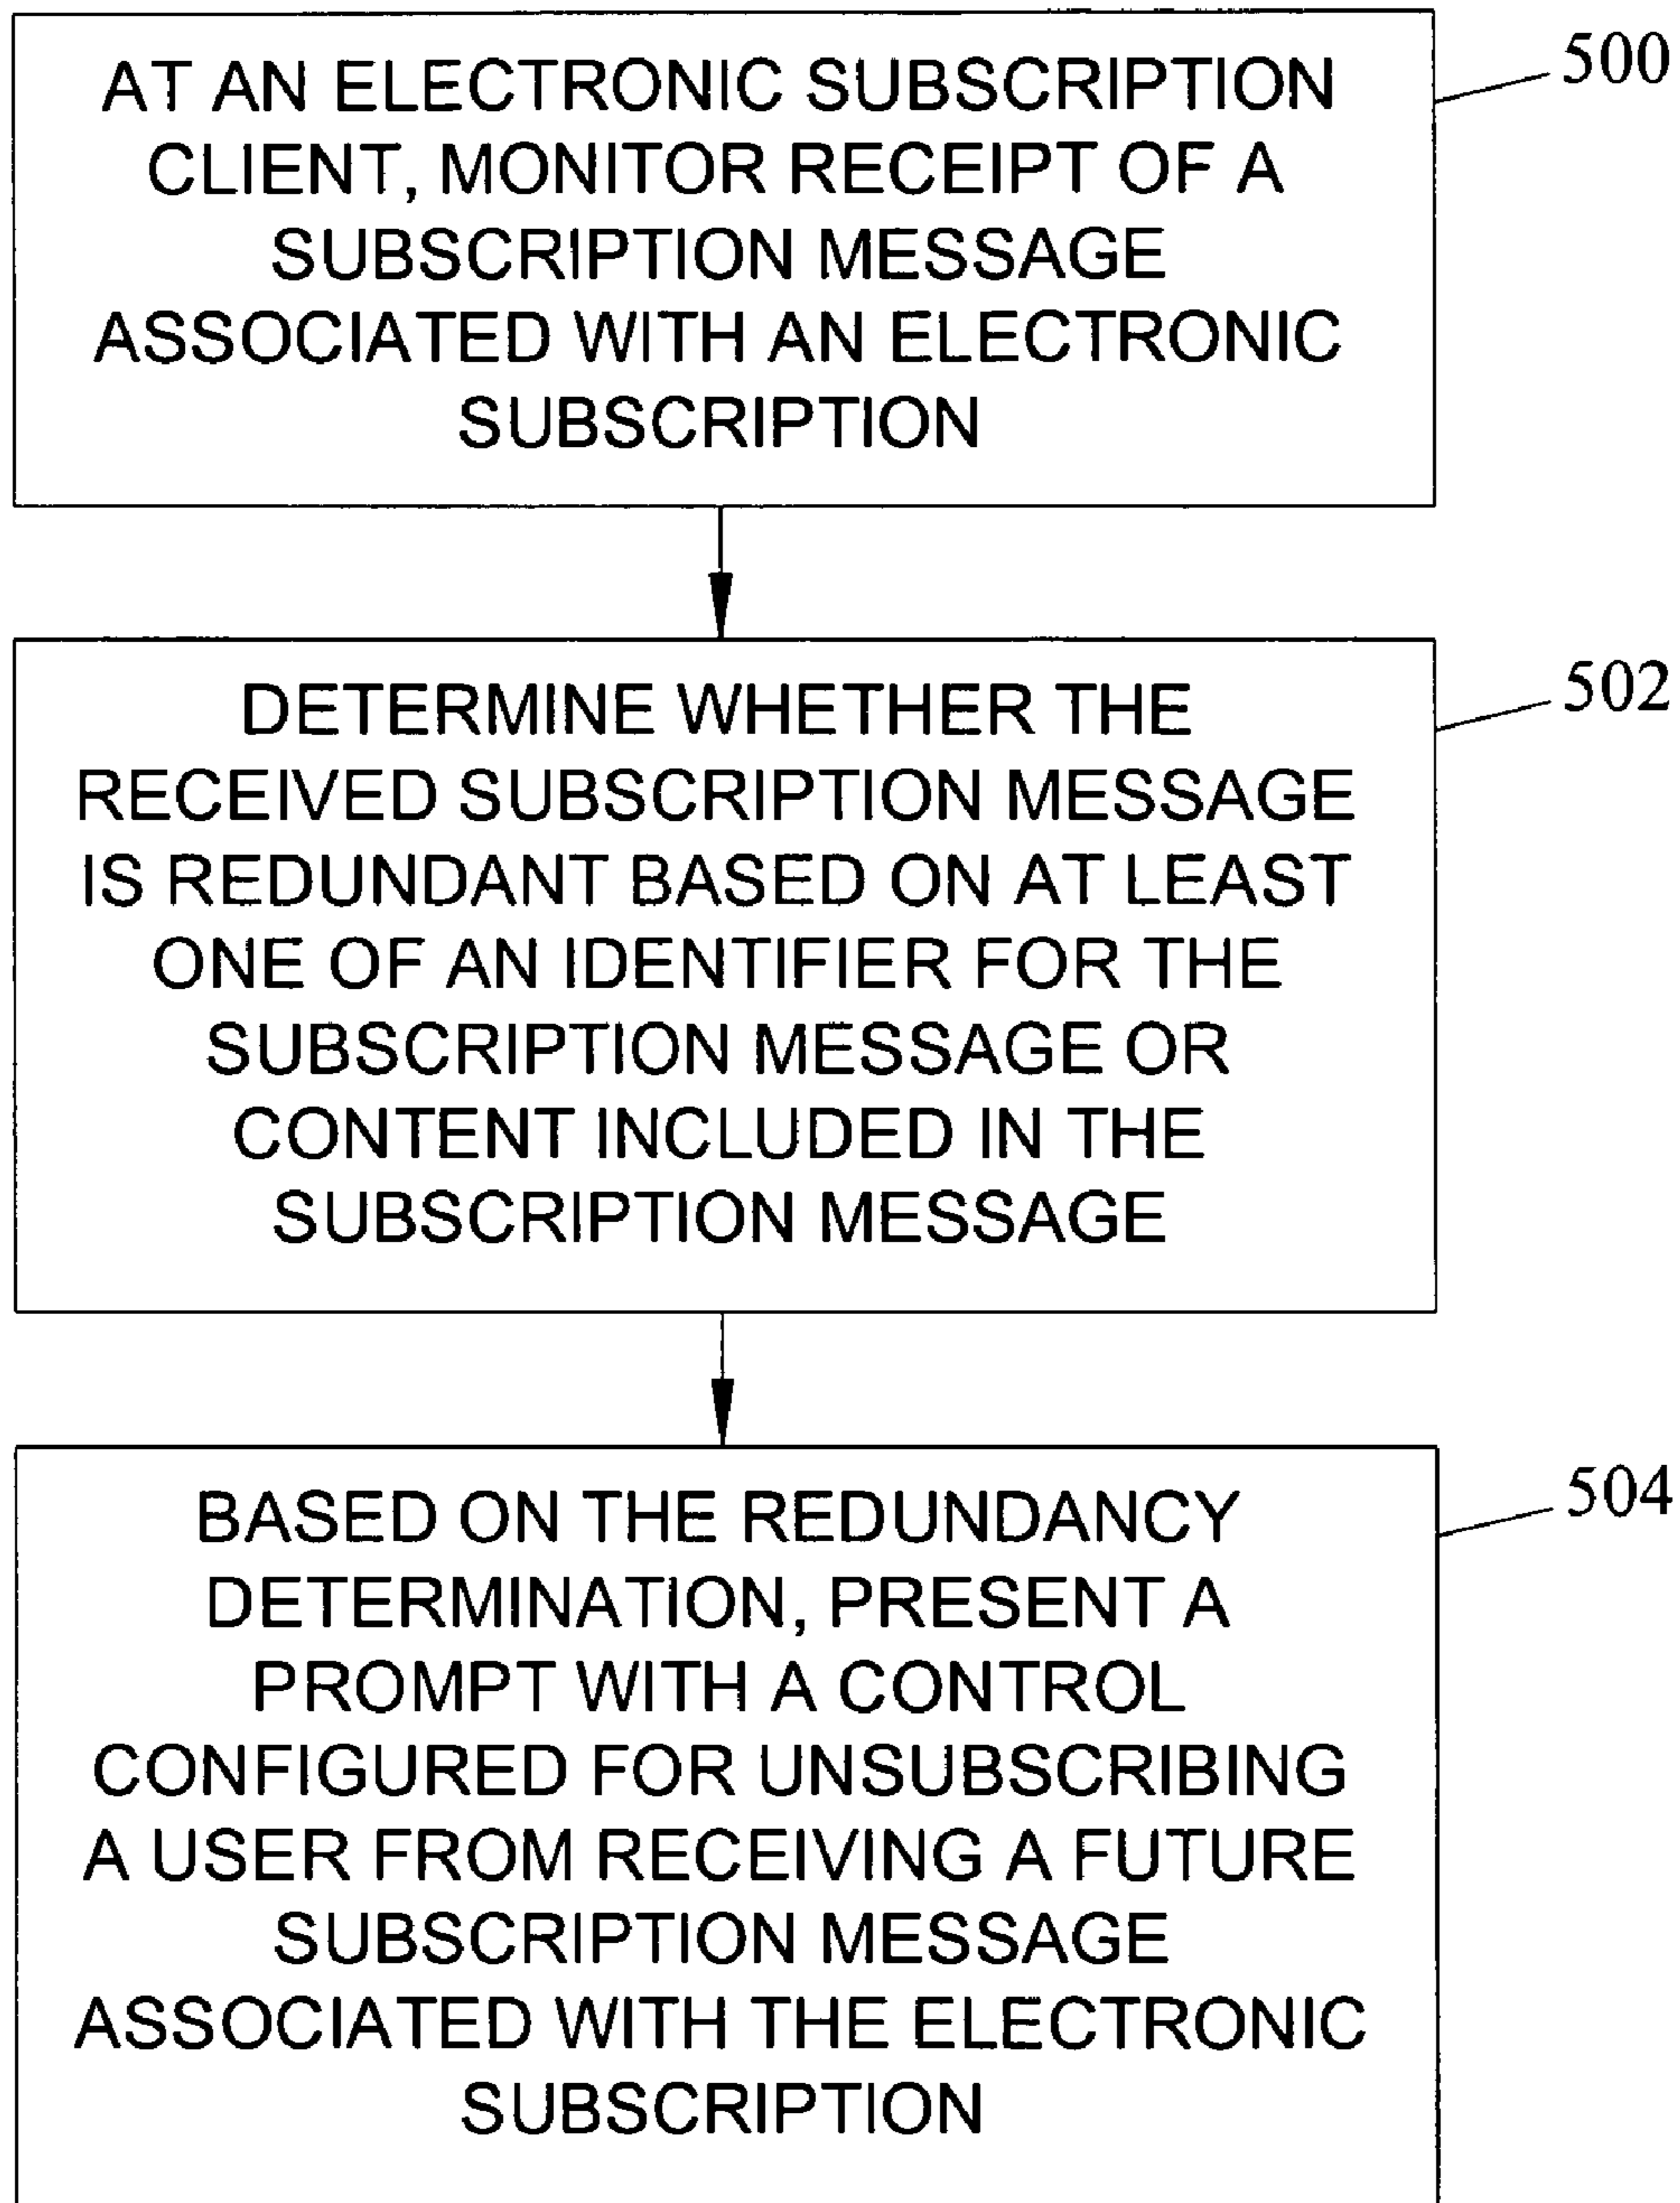 AT AN ELECTRONIC SUBSCRIPTION
CLIENT, MONITOR RECEIPT OF A
SUBSCRIPTION MESSAGE
ASSOCIATED WITH AN ELECTRONIC
SUBSCRIPTION
500
DETERMINE WHETHER THE
RECEIVED SUBSCRIPTION MESSAGE
IS REDUNDANT BASED ON AT LEAST
ONE OF AN IDENTIFIER FOR THE
SUBSCRIPTION MESSAGE OR
CONTENT INCLUDED IN THE
SUBSCRIPTION MESSAGE
502
BASED ON THE REDUNDANCY
DETERMINATION, PRESENT A
PROMPT WITH A CONTROL
CONFIGURED FOR UNSUBSCRIBING
A USER FROM RECEIVING A FUTURE
SUBSCRIPTION MESSAGE
ASSOCIATED WITH THE ELECTRONIC
SUBSCRIPTION
504